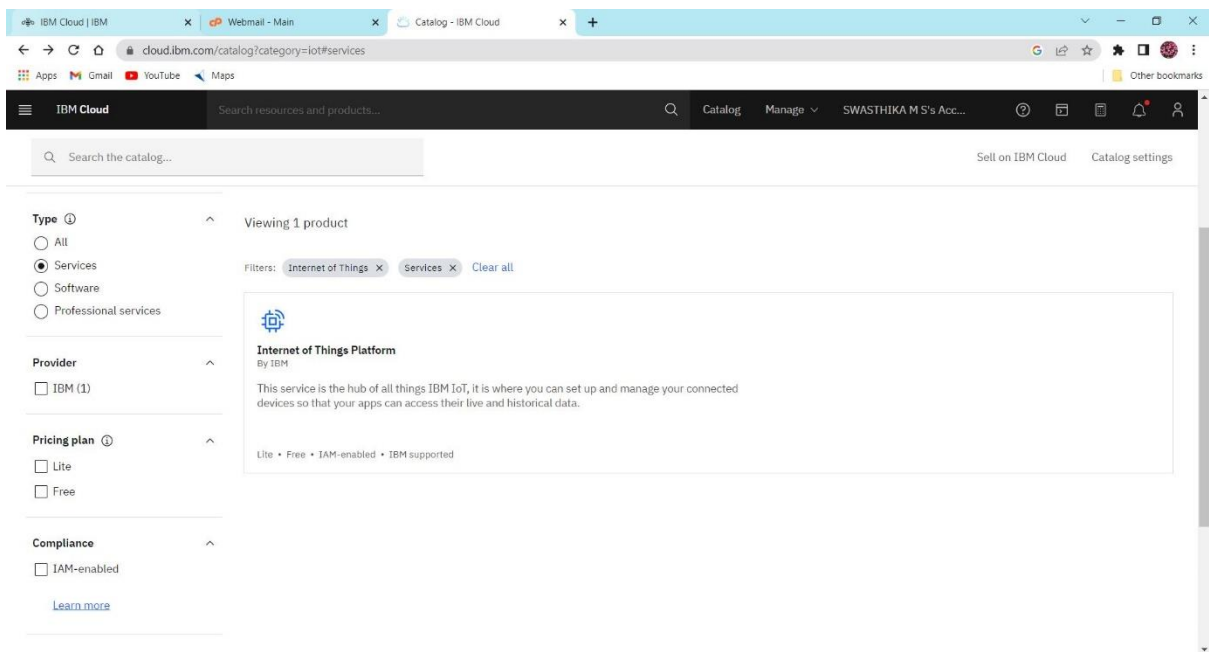 IBM Cloud | IBM
Webmail - Main
Catalog - IBM Cloud
cloud.ibm.com/catalog?category=iot#services
Apps Gmail YouTube Maps Other bookmarks
IBM Cloud Search resources and products... Catalog Manage SWASTHIKA M S's Acc...
Search the catalog... Sell on IBM Cloud Catalog settings
Type
All
Services
Software
Professional services
Provider
IBM (1)
Pricing plan
Lite
Free
Compliance
IAM-enabled
Learn more
Viewing 1 product
Filters: Internet of Things Services Clear all
Internet of Things Platform
By IBM
This service is the hub of all things IBM IoT, it is where you can set up and manage your connected
devices so that your apps can access their live and historical data.
Lite • Free • IAM-enabled • IBM supported